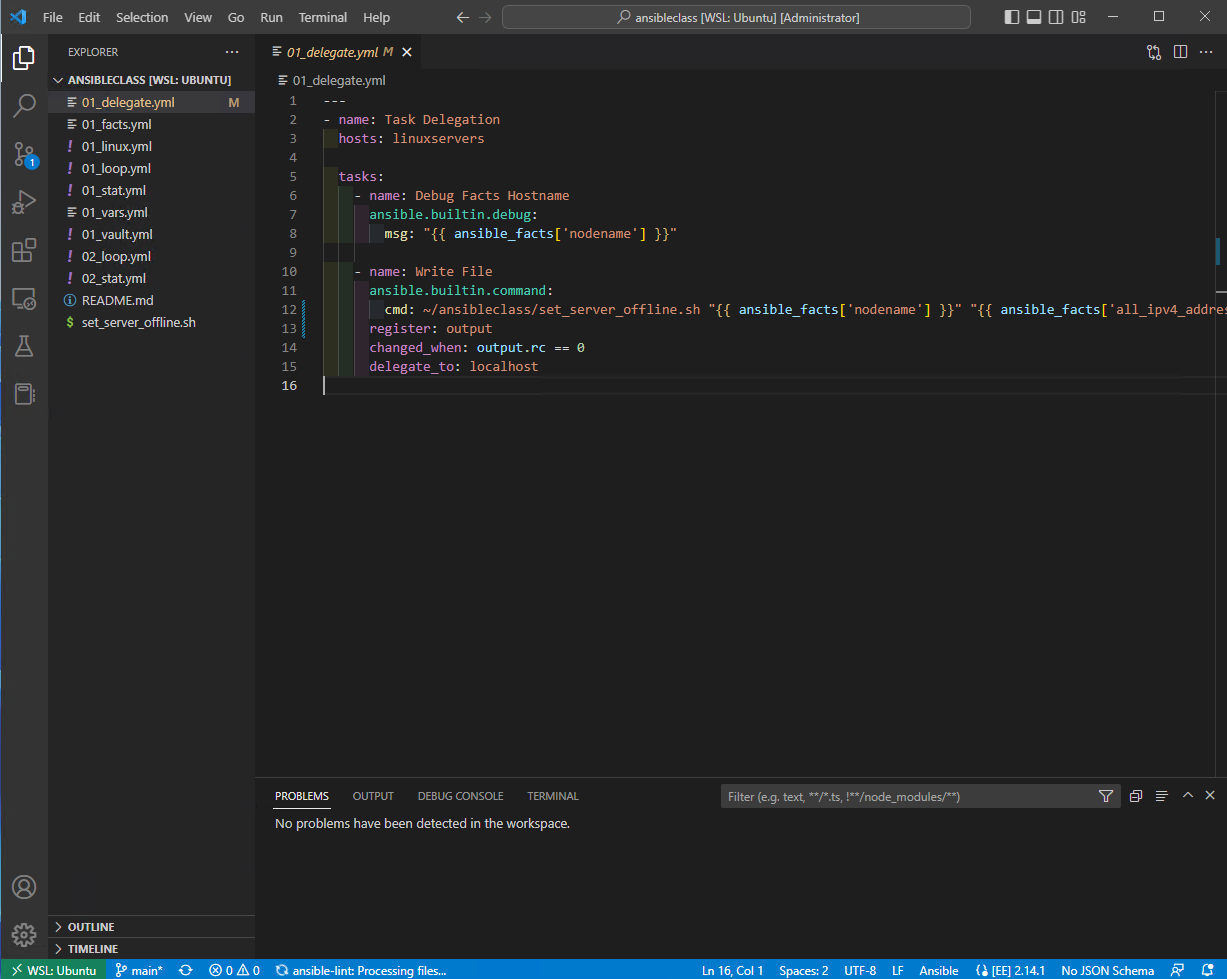 File Edit Selection View Go Run Terminal Help
ansibleclass [WSL: Ubuntu] [Administrator]
EXPLORER
ANSIBLECLASS [WSL: UBUNTU]
01_delegate.yml M
01_facts.yml
01_linux.yml
01_loop.yml
01_stat.yml
01_vars.yml
01_vault.yml
02_loop.yml
02_stat.yml
README.md
set_server_offline.sh
OUTLINE
TIMELINE
1
01_delegate.yml M
01_delegate.yml
1 ---
2 - name: Task Delegation
3 hosts: linuxservers
4
5 tasks:
6 - name: Debug Facts Hostname
7 ansible.builtin.debug:
8 msg: "{{ ansible_facts['nodename'] }}"
9
10 - name: Write File
11 ansible.builtin.command:
12 cmd: ~/ansibleclass/set_server_offline.sh "{{ ansible_facts['nodename'] }}" "{{ ansible_facts['all_ipv4_addre
13 register: output
14 changed_when: output.rc == 0
15 delegate_to: localhost
16
PROBLEMS OUTPUT DEBUG CONSOLE TERMINAL
Filter (e.g. text, **/*.ts, !**/node_modules/**)
No problems have been detected in the workspace.
WSL: Ubuntu main* 0 0 ansible-lint: Processing files... Ln 16, Col 1 Spaces: 2 UTF-8 LF Ansible [EE] 2.14.1 No JSON Schema